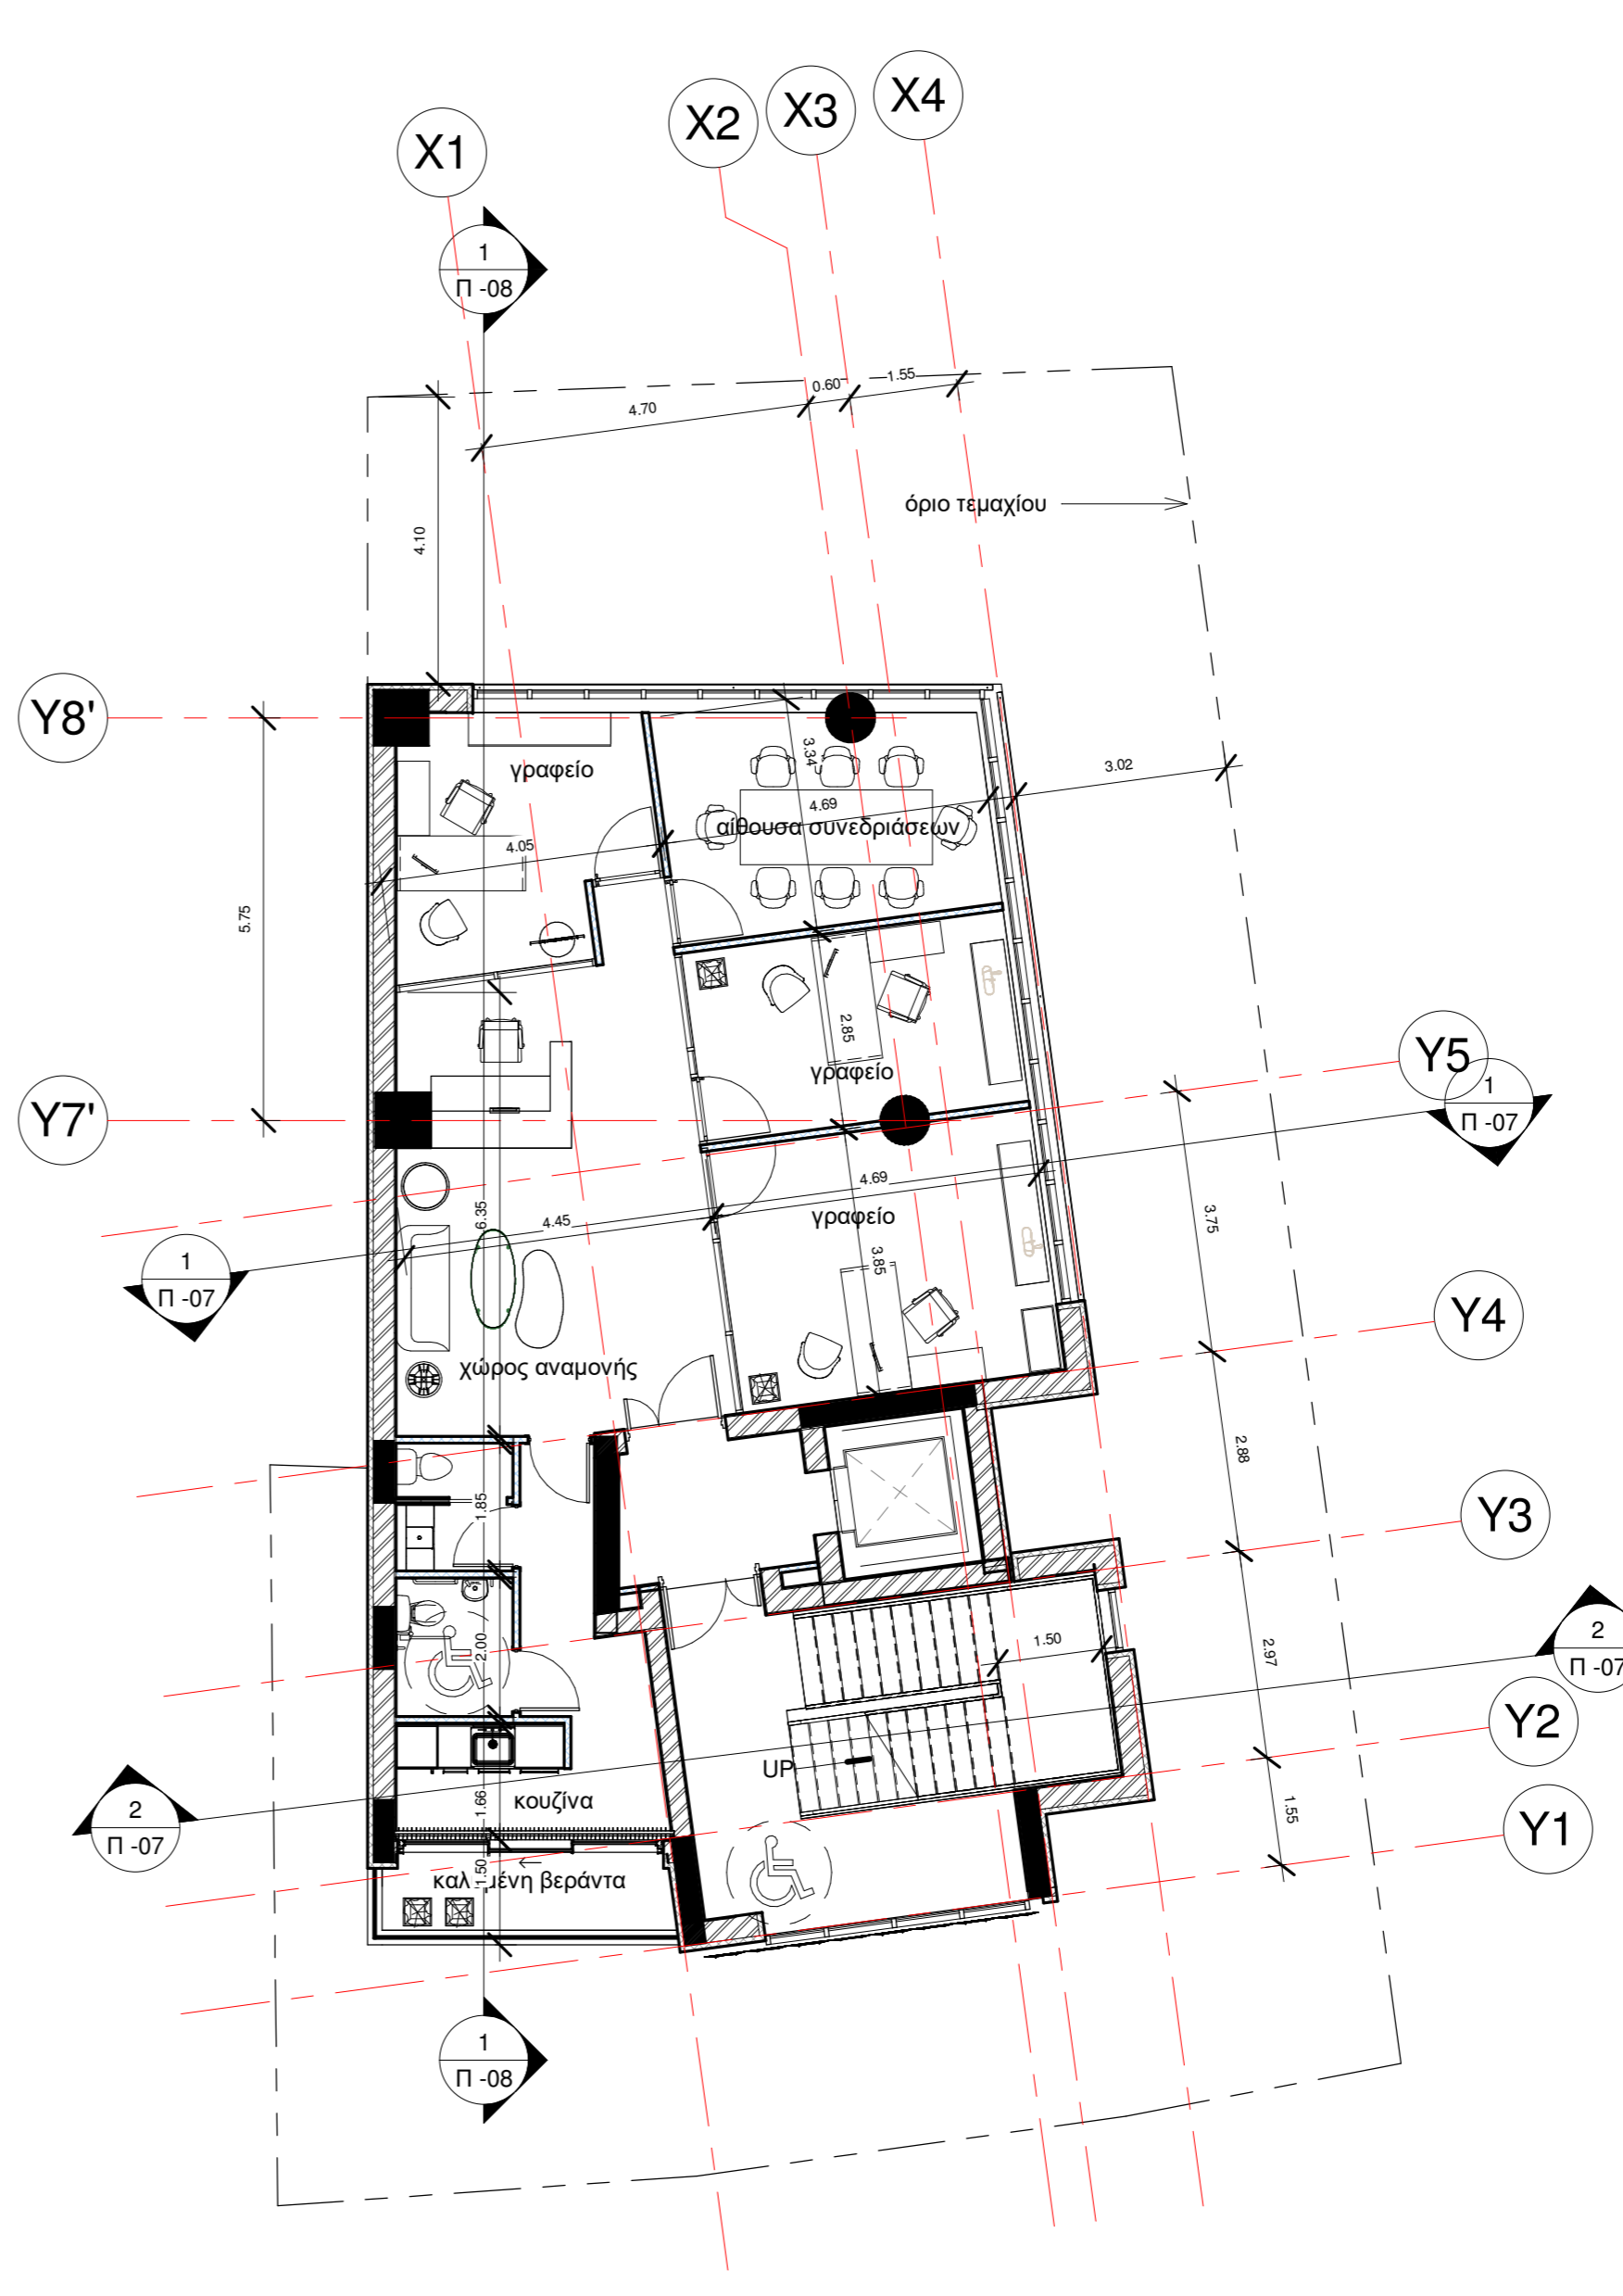 X1
X2
X3
X4
1
Π -08
0.60
1.55
4.70
όριο τεμαχίου
4.10
Y8'
γραφείο
3.34
3.02
4.69
αίθουσα συνεδριάσεων
4.05
5.75
2.85
γραφείο
Y5
1
Π -07
Y7'
4.69
4.45
6.35
γραφείο
3.75
3.85
1
Π -07
Y4
χώρος αναμονής
2.88
1.85
Y3
2.00
1.50
2.97
2
Π -07
Y2
UP
1.66
κουζίνα
1.55
2
Π -07
Y1
1.50
βεράντα
1
Π -08